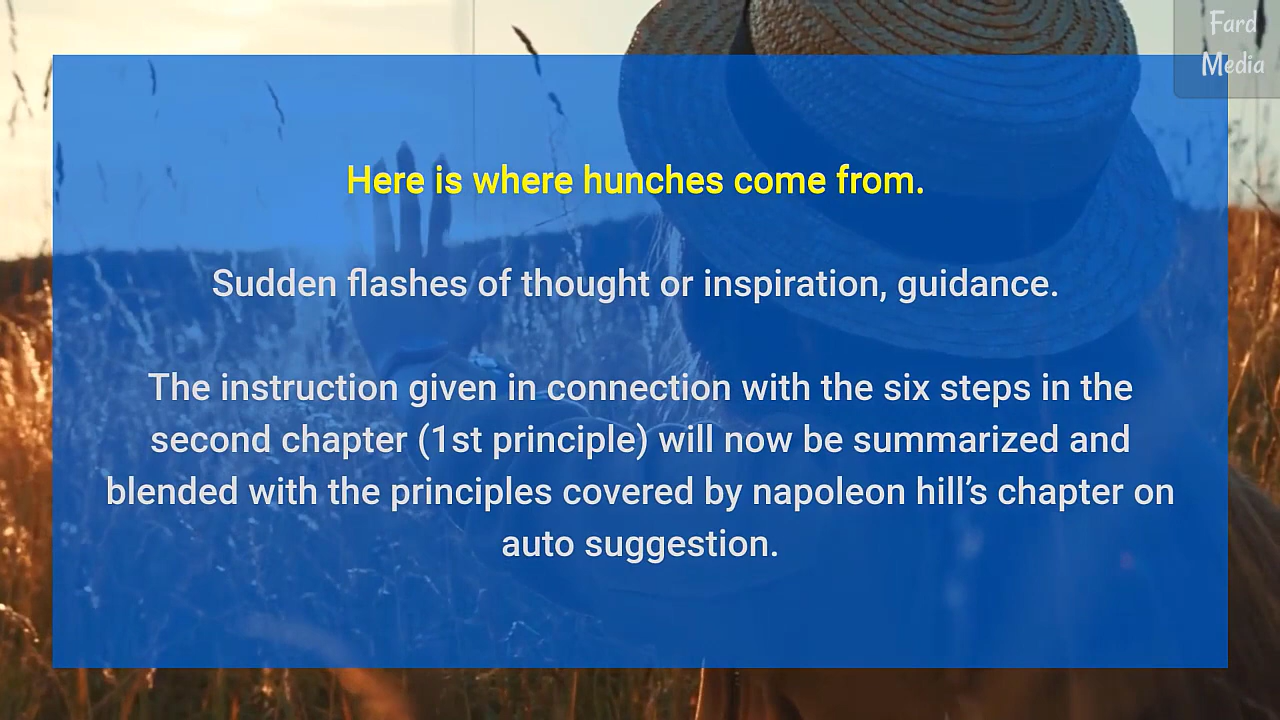 Fard
Media
Here is where hunches come from.
Sudden flashes of thought or inspiration, guidance.
The instruction given in connection with the six steps in the
second chapter (1st principle) will now be summarized and
blended with the principles covered by napoleon hill’s chapter on
auto suggestion.